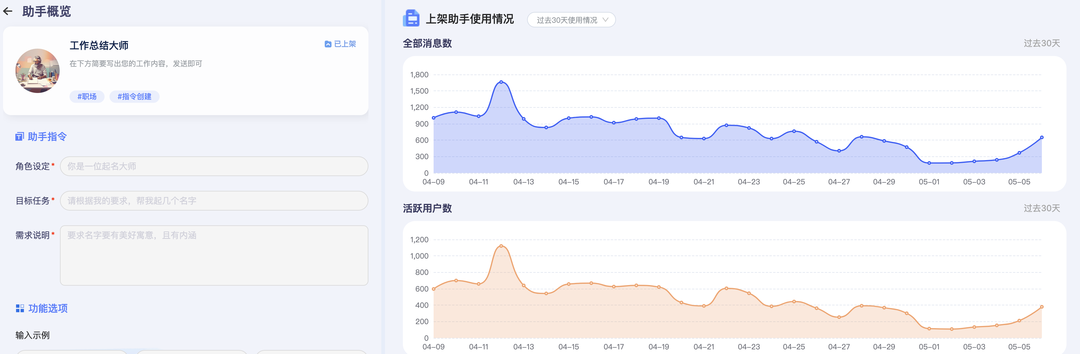 助手概览
工作总结大师
已上架
在下方简要写出您的工作内容，发送即可
#职场 #指令创建
助手指令
角色设定* 你是一位起名大师
目标任务* 请根据我的要求，帮我起几个名字
需求说明* 要求名字要有美好寓意，且有内涵
功能选项
输入示例
上架助手使用情况 过去30天使用情况
全部消息数 过去30天
1,800
1,500
1,200
900
600
300
0
04-09 04-11 04-13 04-15 04-17 04-19 04-21 04-23 04-25 04-27 04-29 05-01 05-03 05-05
活跃用户数 过去30天
1,200
1,000
800
600
400
200
0
04-09 04-11 04-13 04-15 04-17 04-19 04-21 04-23 04-25 04-27 04-29 05-01 05-03 05-05